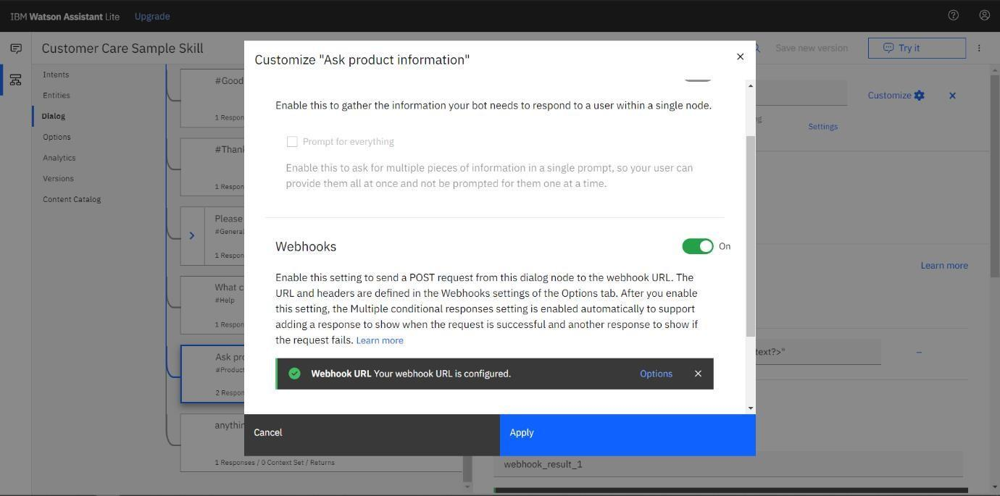 IBM Watson Assistant Lite Upgrade
Customer Care Sample Skill
Save new version
Try it
Intents
Entities
Dialog
Options
Analytics
Versions
Content Catalog
#Good
1 Respon
#Thank
1 Respon
Please
#General
1 Respon
What c
#Help
1 Respon
Ask pro
#Product
2 Respon
anythin
1 Responses / 0 Context Set / Returns
Customize "Ask product information"
Enable this to gather the information your bot needs to respond to a user within a single node.
Prompt for everything
Enable this to ask for multiple pieces of information in a single prompt, so your user can
provide them all at once and not be prompted for them one at a time.
Webhooks
On
Enable this setting to send a POST request from this dialog node to the webhook URL. The
URL and headers are defined in the Webhooks settings of the Options tab. After you enable
this setting, the Multiple conditional responses setting is enabled automatically to support
adding a response to show when the request is successful and another response to show if
the request fails. Learn more
Webhook URL Your webhook URL is configured. Options
Cancel
Apply
Customize
Settings
Learn more
text?>"
webhook_result_1